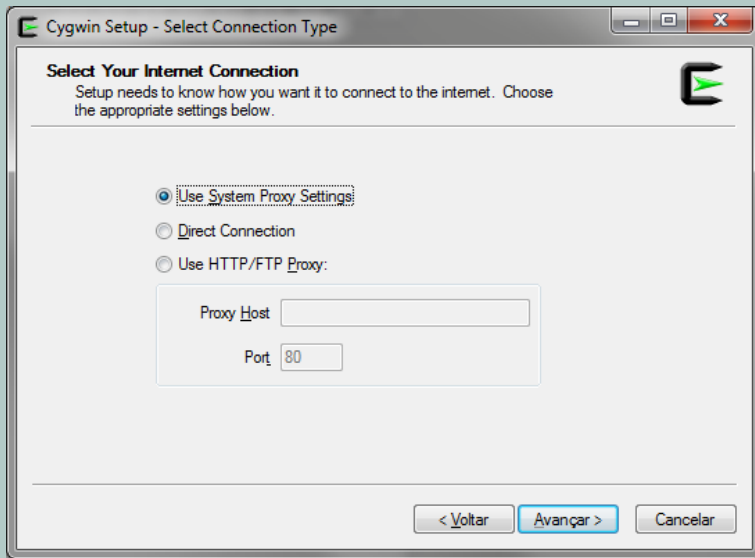 Cygwin Setup - Select Connection Type
Select Your Internet Connection
Setup needs to know how you want it to connect to the internet.  Choose
the appropriate settings below.
Use System Proxy Settings
Direct Connection
Use HTTP/FTP Proxy:
Proxy Host
Port 80
< Voltar Avançar > Cancelar